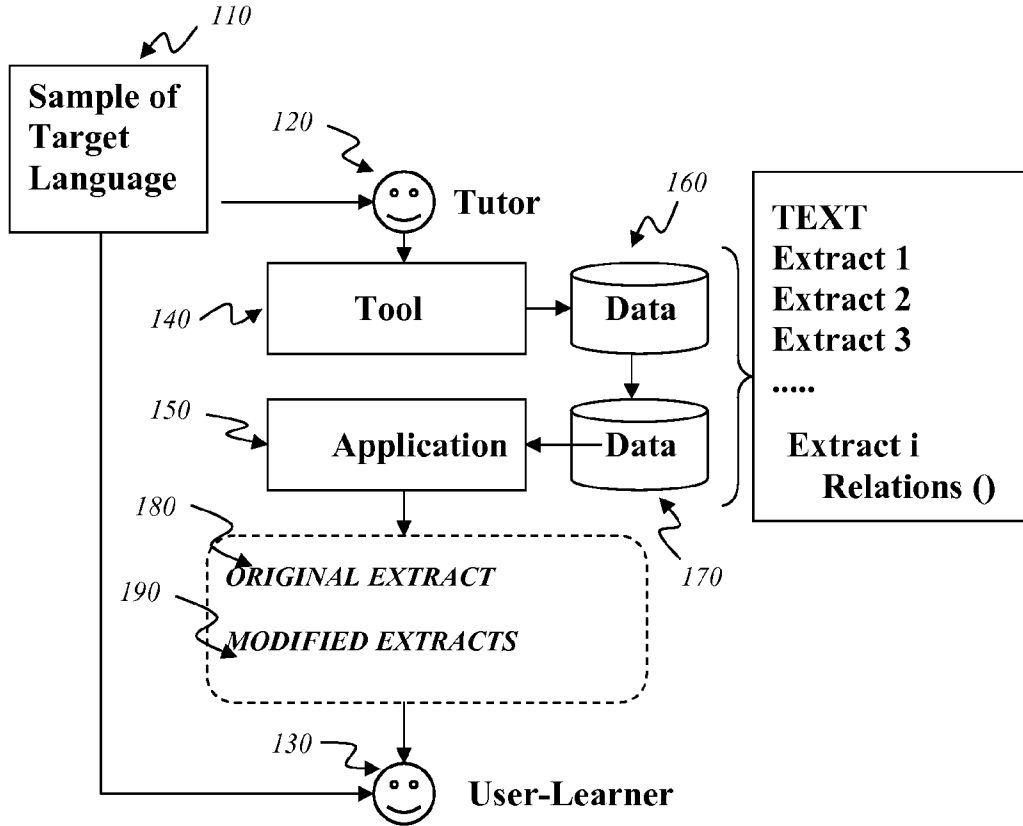 110
Sample of
Target
Language
120
Tutor
160
TEXT
Extract 1
Extract 2
Extract 3
.....
Extract i
Relations ()
140
Tool
Data
150
Application
Data
180
170
ORIGINAL EXTRACT
190
MODIFIED EXTRACTS
130
User-Learner